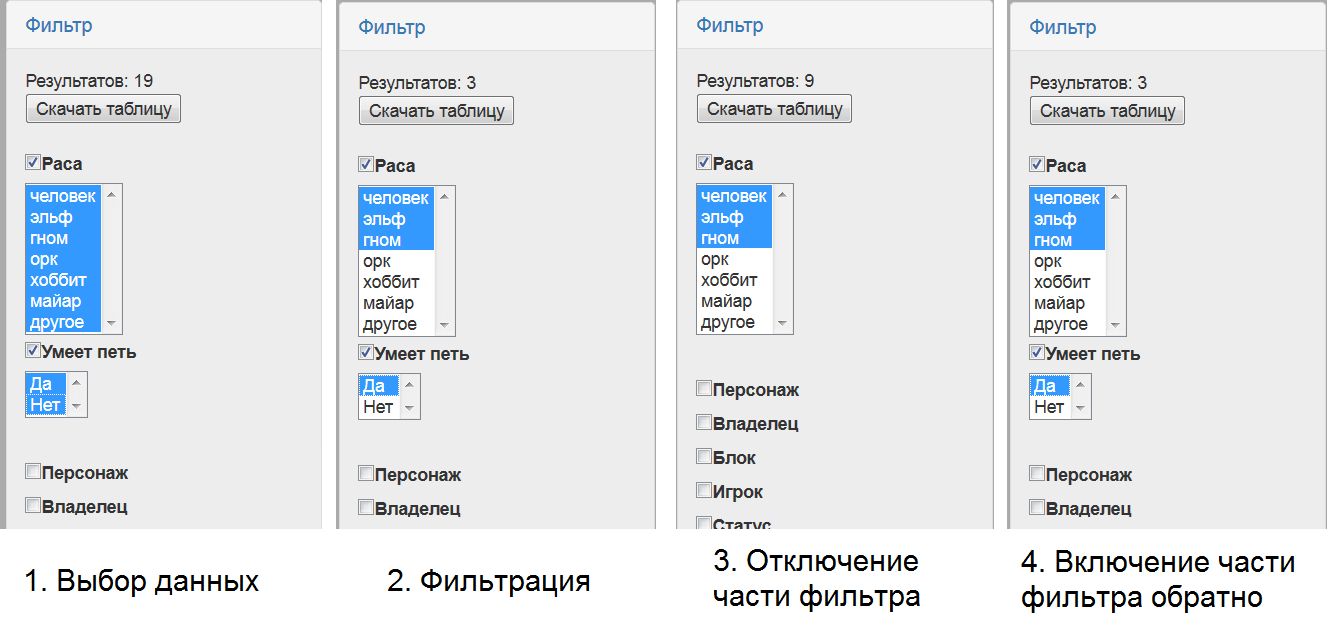 Фильтр
Результатов: 19
Скачать таблицу
Раса
человек
эльф
гном
орк
хоббит
майар
другое
Умеет петь
Да
Нет
Персонаж
Владелец
1. Выбор данных
Фильтр
Результатов: 3
Скачать таблицу
Раса
человек
эльф
гном
орк
хоббит
майар
другое
Умеет петь
Да
Нет
Персонаж
Владелец
2. Фильтрация
Фильтр
Результатов: 9
Скачать таблицу
Раса
человек
эльф
гном
орк
хоббит
майар
другое
Персонаж
Владелец
Блок
Игрок
Статус
3. Отключение
части фильтра
Фильтр
Результатов: 3
Скачать таблицу
Раса
человек
эльф
гном
орк
хоббит
майар
другое
Умеет петь
Да
Нет
Персонаж
Владелец
4. Включение части
фильтра обратно